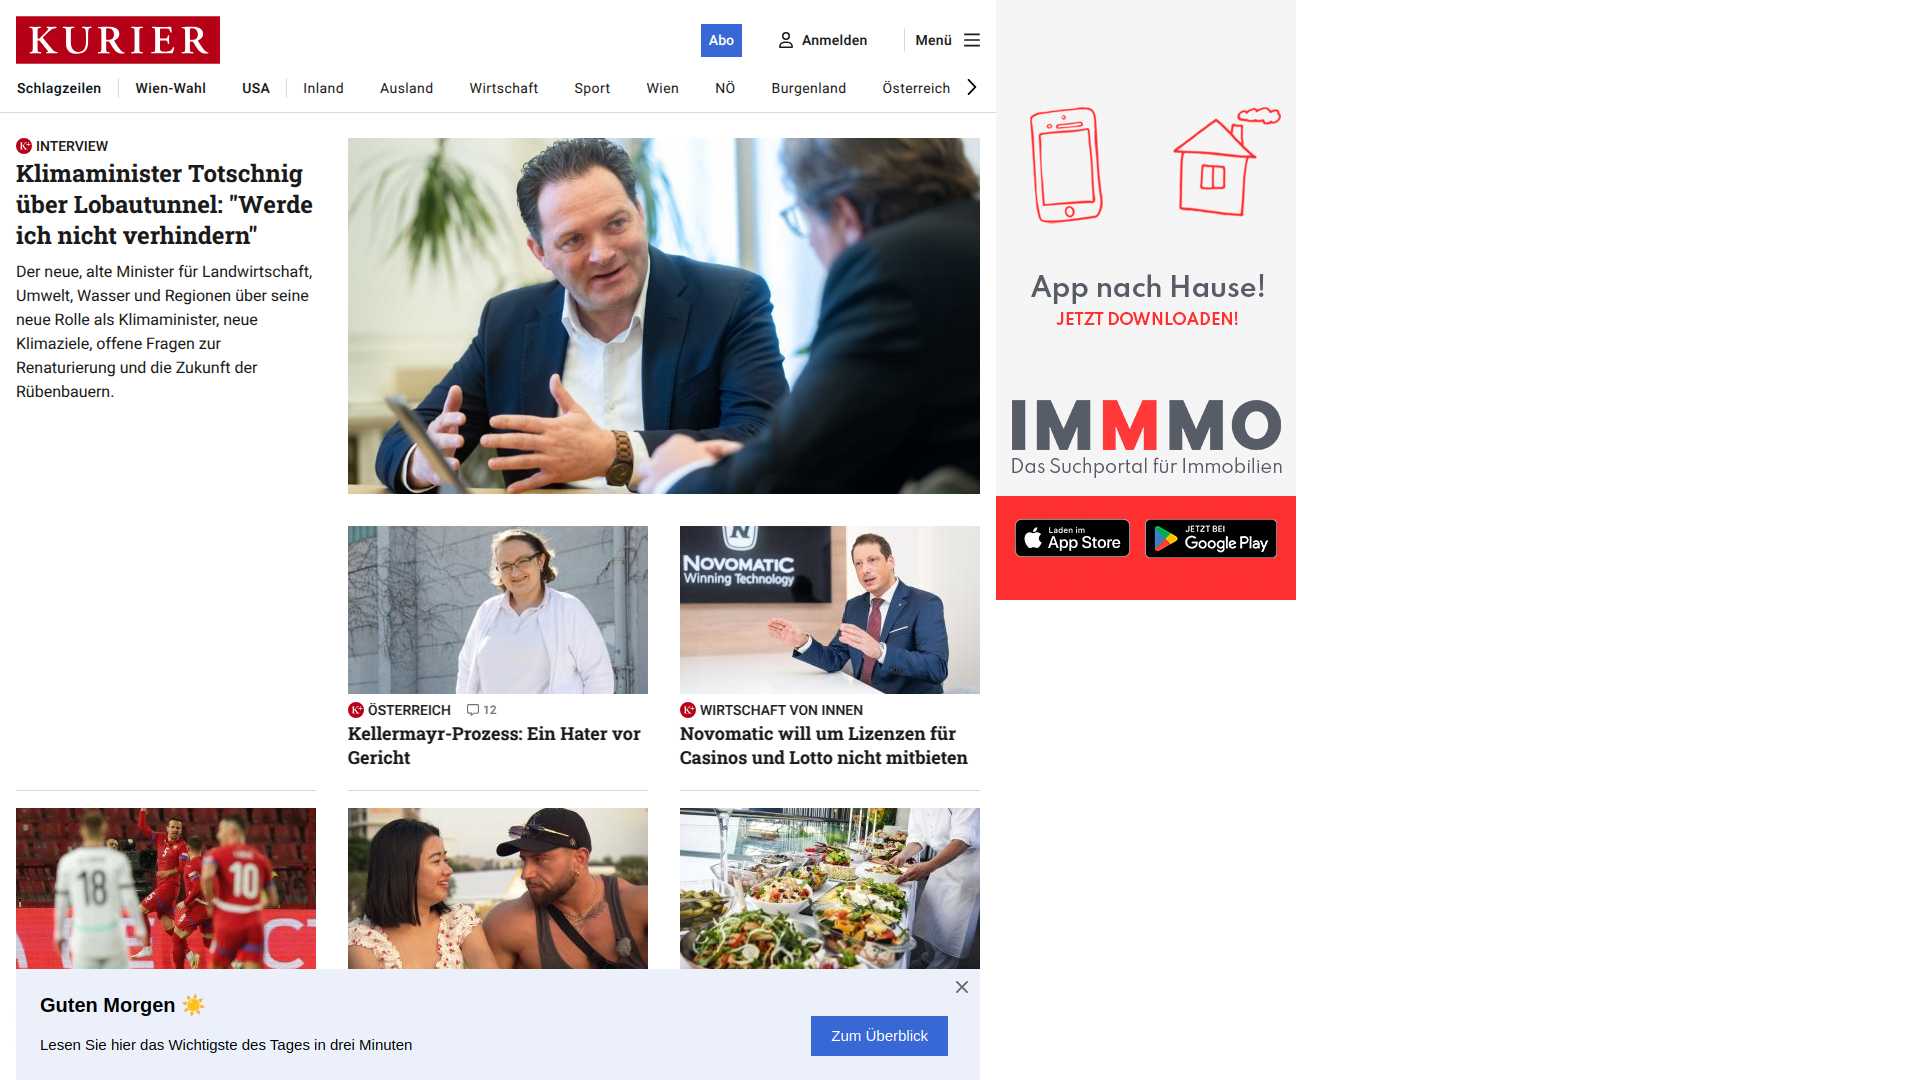 KURIER
Abo
Anmelden
Menü
Schlagzeilen
Wien-Wahl
USA
Inland
Ausland
Wirtschaft
Sport
Wien
NÖ
Burgenland
Österreich
INTERVIEW
Klimaminister Totschnig
über Lobautunnel: "Werde
ich nicht verhindern"
Der neue, alte Minister für Landwirtschaft,
Umwelt, Wasser und Regionen über seine
neue Rolle als Klimaminister, neue
Klimaziele, offene Fragen zur
Renaturierung und die Zukunft der
Rübenbauern.
App nach Hause!
JETZT DOWNLOADEN!
IMMMO
Das Suchportal für Immobilien
Laden im
App Store
JETZT BEI
Google Play
NOVOMATIC
Winning Technology
K+ ÖSTERREICH 12
Kellermayr-Prozess: Ein Hater vor
Gericht
K+ WIRTSCHAFT VON INNEN
Novomatic will um Lizenzen für
Casinos und Lotto nicht mitbieten
18
10
Guten Morgen ☀️
Lesen Sie hier das Wichtigste des Tages in drei Minuten
Zum Überblick